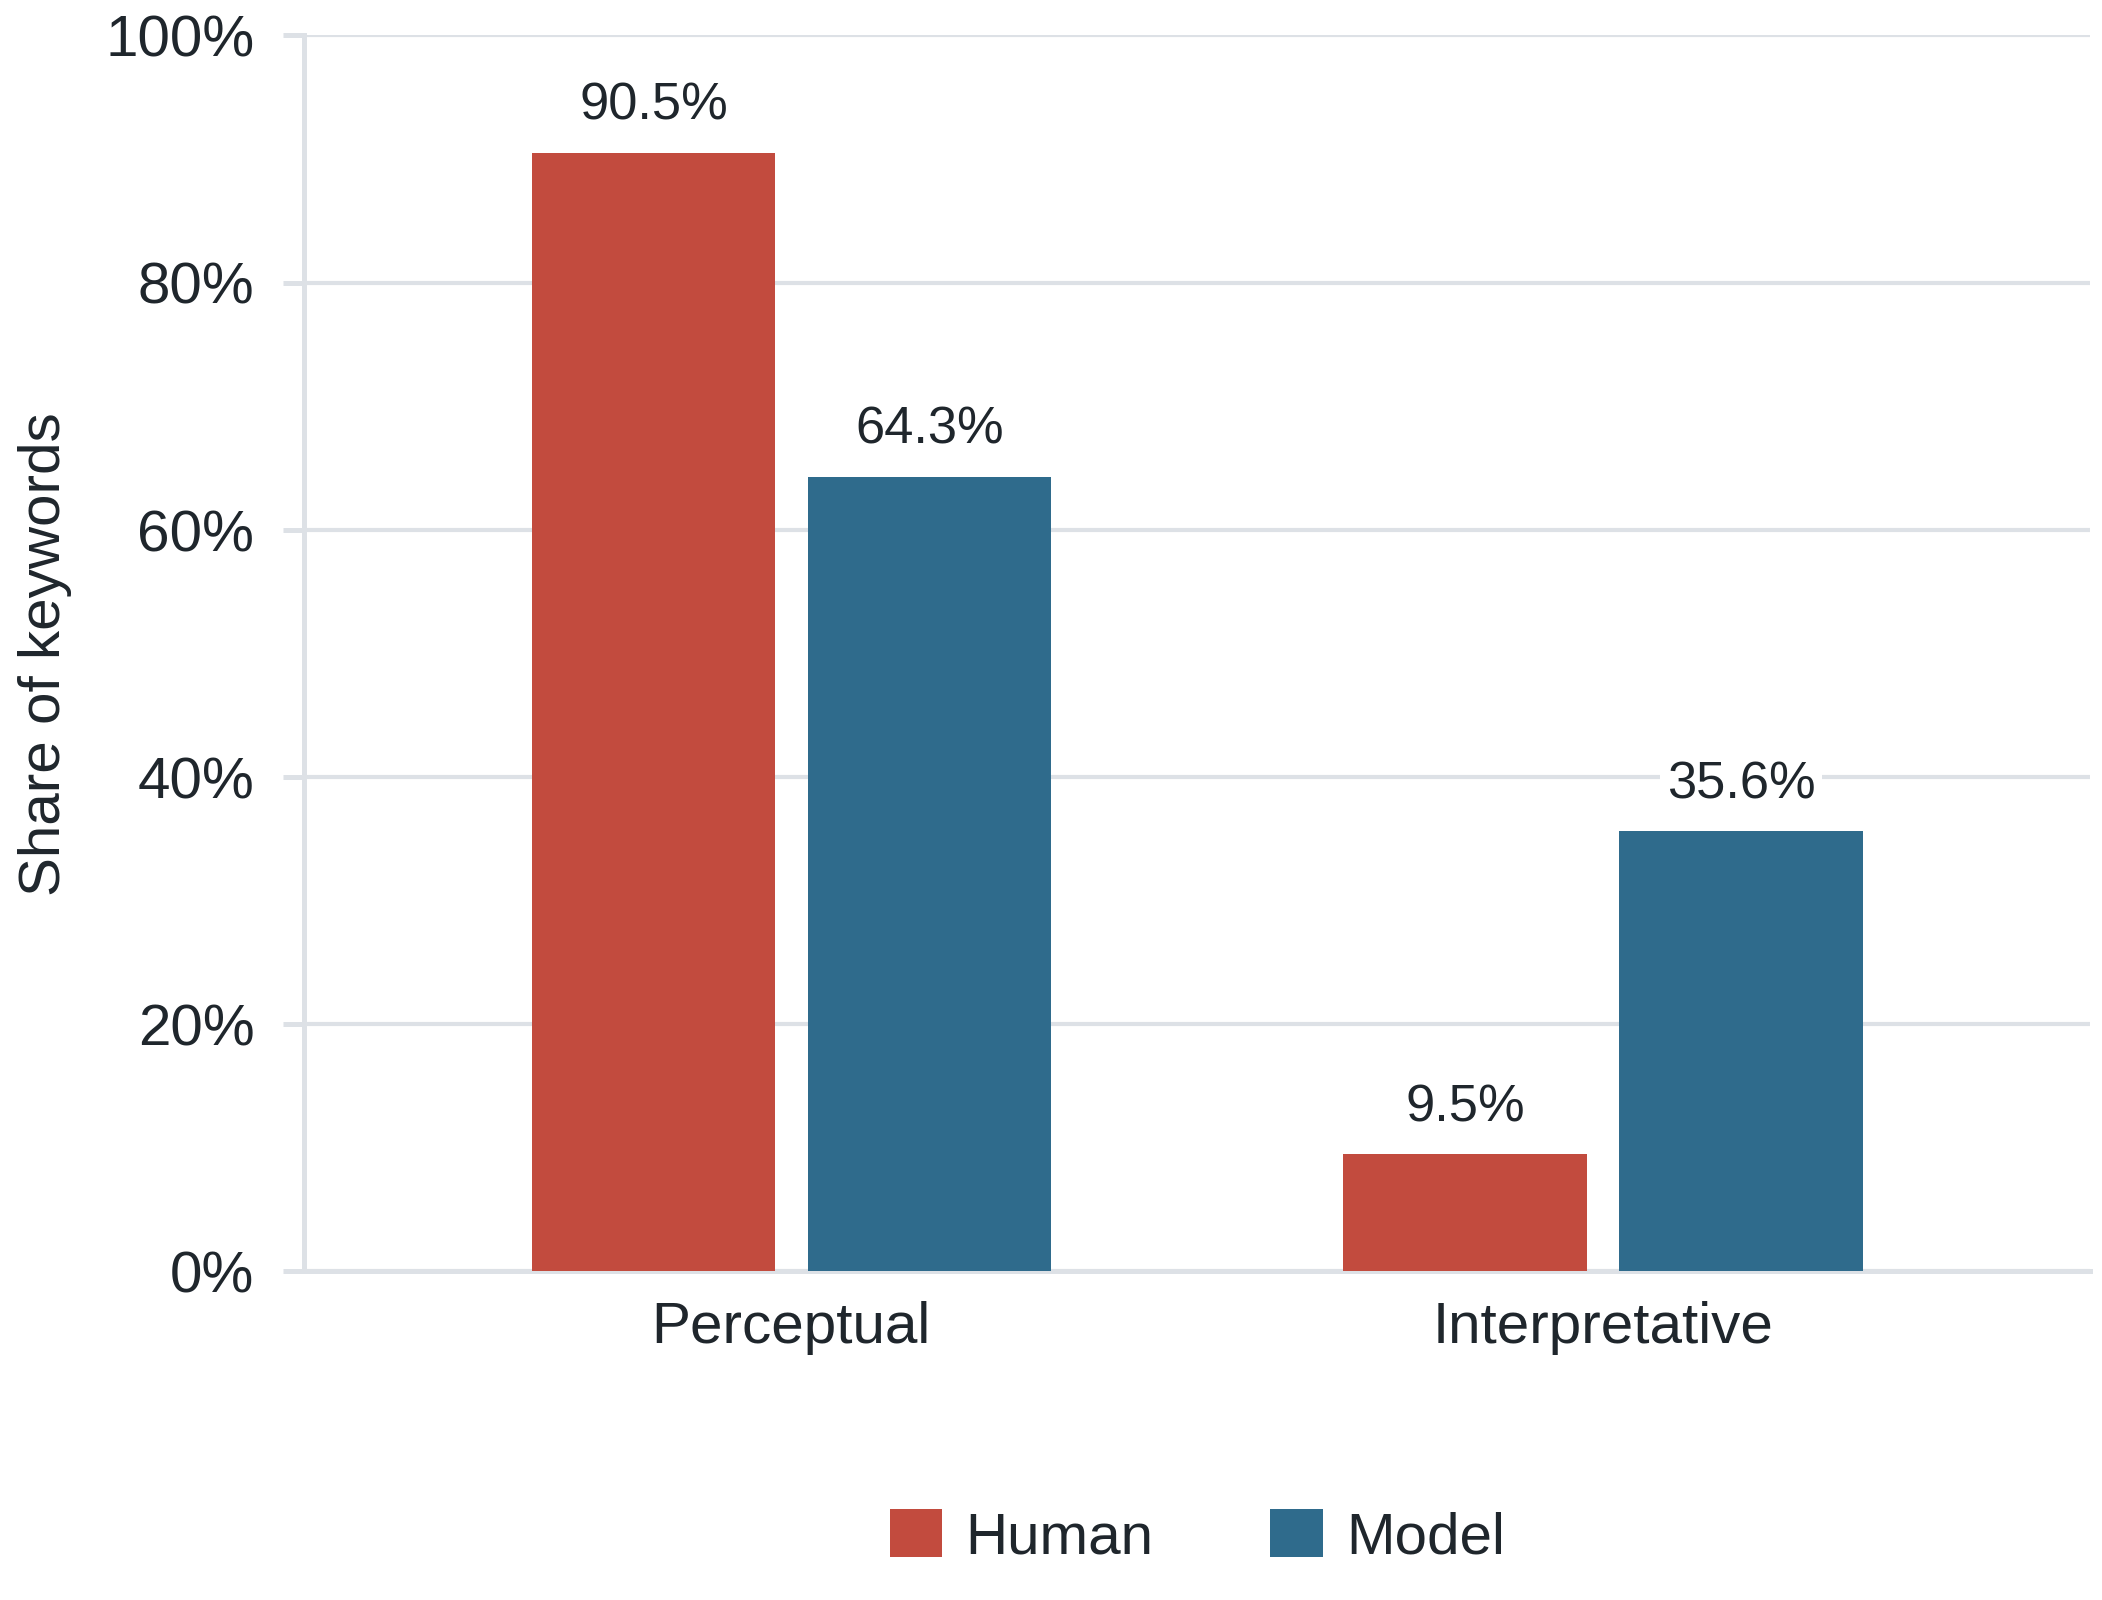 100%
90.5%
80%
64.3%
60%
Share of keywords
40%
35.6%
20%
9.5%
0%
Perceptual
Interpretative
Human
Model